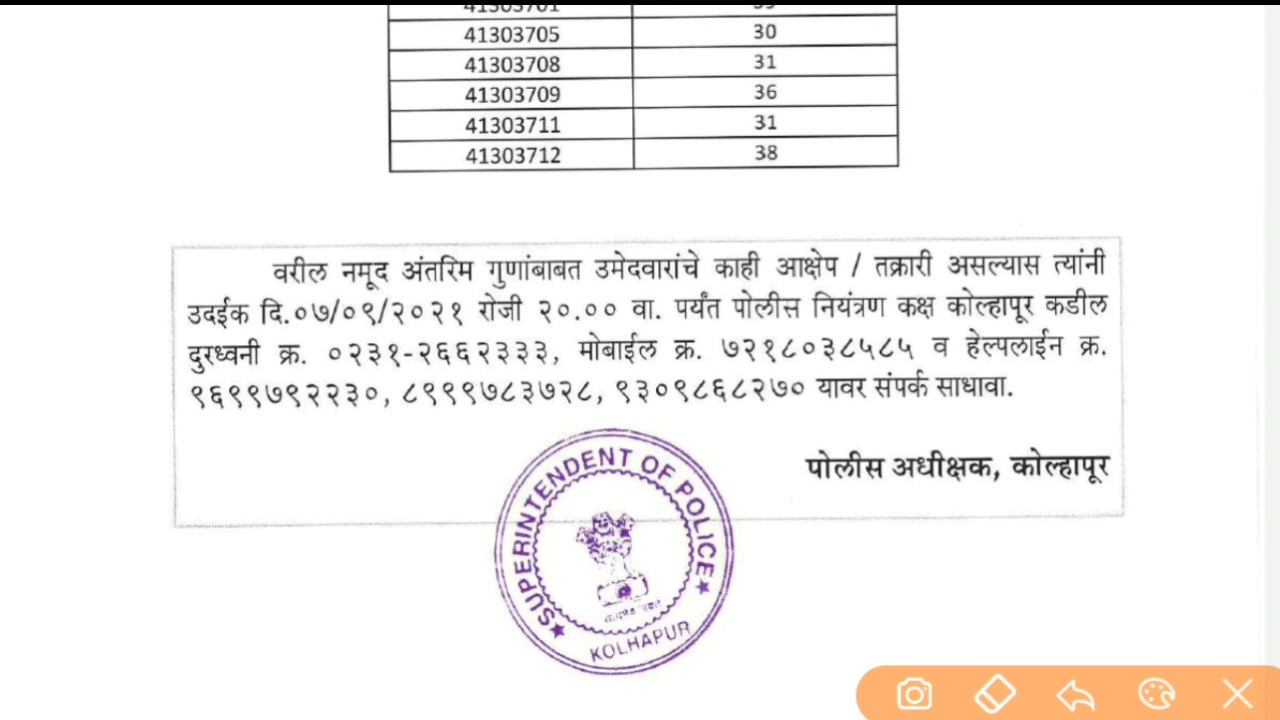 41303701 39
41303705 30
41303708 31
41303709 36
41303711 31
41303712 38
वरील नमूद अंतरिम गुणांबाबत उमेदवारांचे काही आक्षेप / तक्रारी असल्यास त्यांनी
उदईक दि.०७/०९/२०२१ रोजी २०.०० वा. पर्यंत पोलीस नियंत्रण कक्ष कोल्हापूर कडील
दुरध्वनी क्र. ०२३१-२६६२३३३, मोबाईल क्र. ७२१८०३८५८५ व हेल्पलाईन क्र.
९६९९७९२२३०, ८९९९७८३७२८, ९३०९८६८२७० यावर संपर्क साधावा.
पोलीस अधीक्षक, कोल्हापूर
SUPERINTENDENT OF POLICE
KOLHAPUR